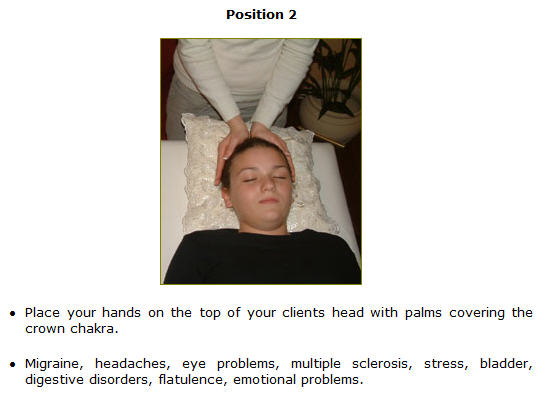 Position 2
Place your hands on the top of your clients head with palms covering the
crown chakra.
Migraine, headaches, eye problems, multiple sclerosis, stress, bladder,
digestive disorders, flatulence, emotional problems.